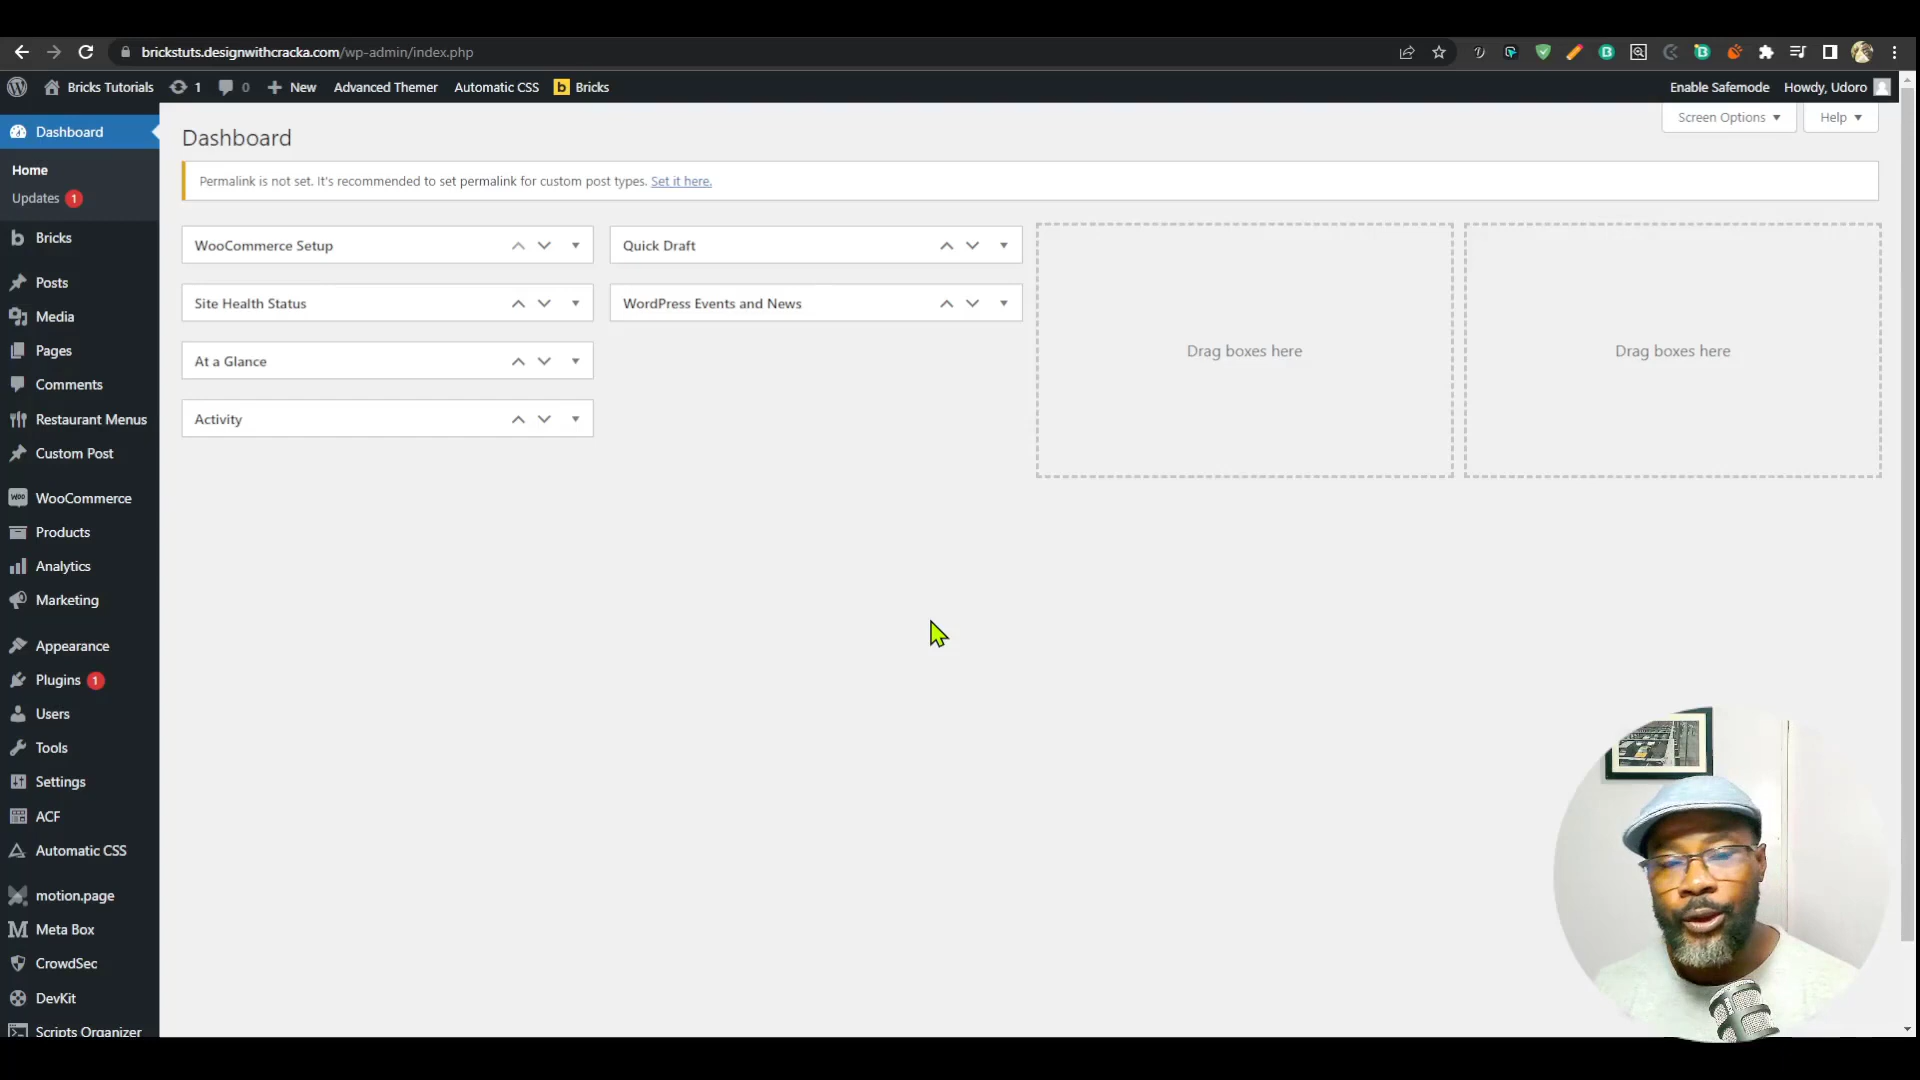 brickstuts.designwithcracka.com/wp-admin/index.php
Bricks Tutorials 1 0 New Advanced Themer Automatic CSS b Bricks Enable Safemode Howdy, Udoro
Dashboard
Home
Updates 1
Bricks
Posts
Media
Pages
Comments
Restaurant Menus
Custom Post
WooCommerce
Products
Analytics
Marketing
Appearance
Plugins 1
Users
Tools
Settings
ACF
Automatic CSS
motion.page
Meta Box
CrowdSec
DevKit
Scripts Organizer
Screen Options Help
Dashboard
Permalink is not set. It's recommended to set permalink for custom post types. Set it here.
WooCommerce Setup
Site Health Status
At a Glance
Activity
Quick Draft
WordPress Events and News
Drag boxes here
Drag boxes here